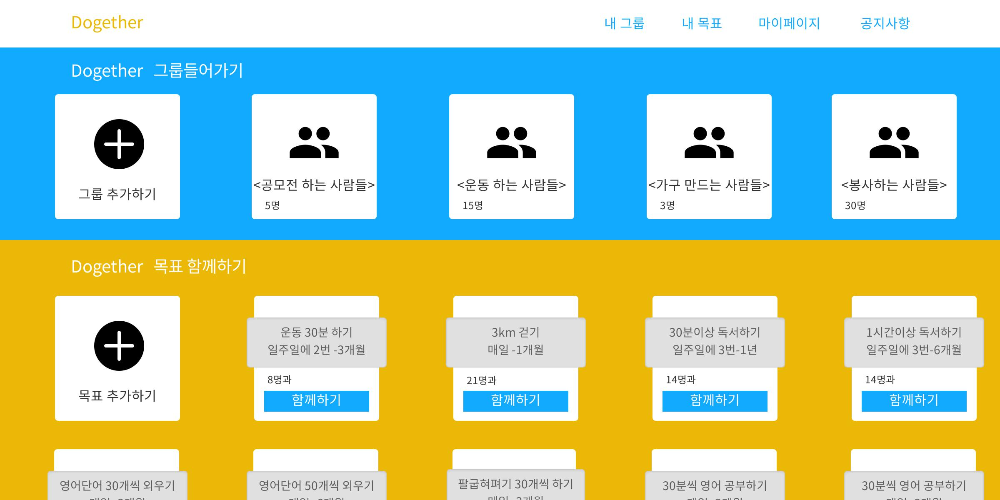 Dogether
내 그룹 내 목표 마이페이지 공지사항
Dogether 그룹들어가기
그룹 추가하기
<공모전 하는 사람들>
5명
<운동 하는 사람들>
15명
<가구 만드는 사람들>
3명
<봉사하는 사람들>
30명
Dogether 목표 함께하기
목표 추가하기
운동 30분 하기
일주일에 2번 -3개월
8명과
함께하기
3km 걷기
매일 -1개월
21명과
함께하기
30분이상 독서하기
일주일에 3번-1년
14명과
함께하기
1시간이상 독서하기
일주일에 3번-6개월
14명과
함께하기
영어단어 30개씩 외우기
영어단어 50개씩 외우기
팔굽혀펴기 30개씩 하기
30분씩 영어 공부하기
30분씩 영어 공부하기